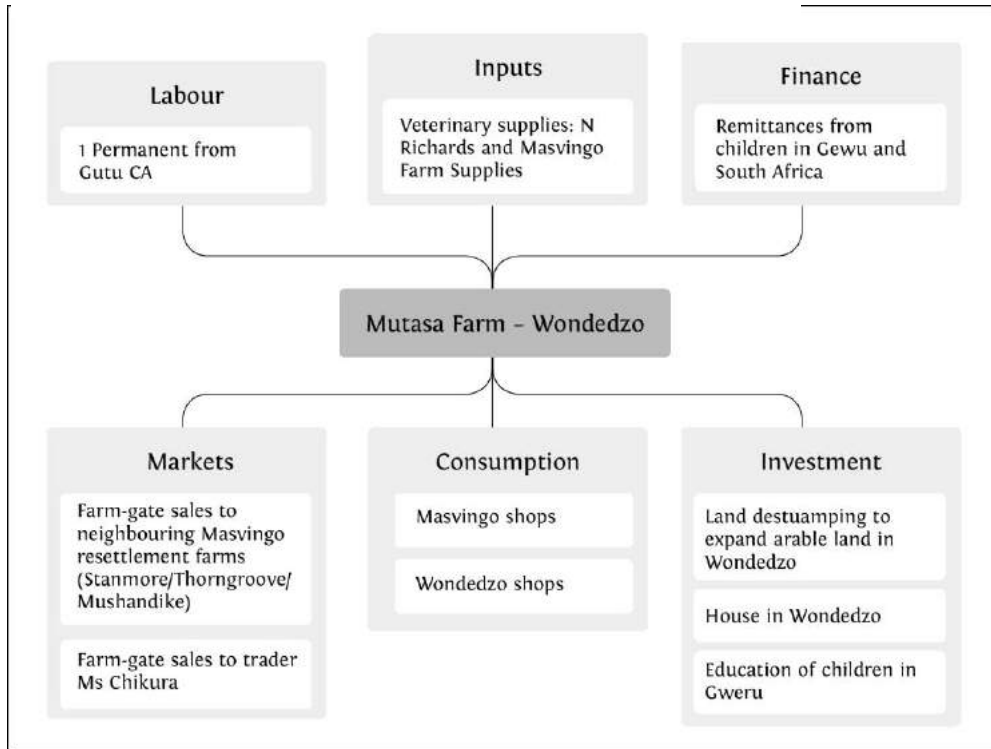 Labour
1 Permanent from
Gutu CA
Inputs
Veterinary supplies: N
Richards and Masvingo
Farm Supplies
Finance
Remittances from
children in Gewu and
South Africa
Mutasa Farm – Wondedzo
Markets
Farm-gate sales to
neighbouring Masvingo
resettlement farms
(Stanmore/Thorngroove/
Mushandike)
Farm-gate sales to trader
Ms Chikura
Consumption
Masvingo shops
Wondedzo shops
Investment
Land destuamping to
expand arable land in
Wondedzo
House in Wondedzo
Education of children in
Gweru